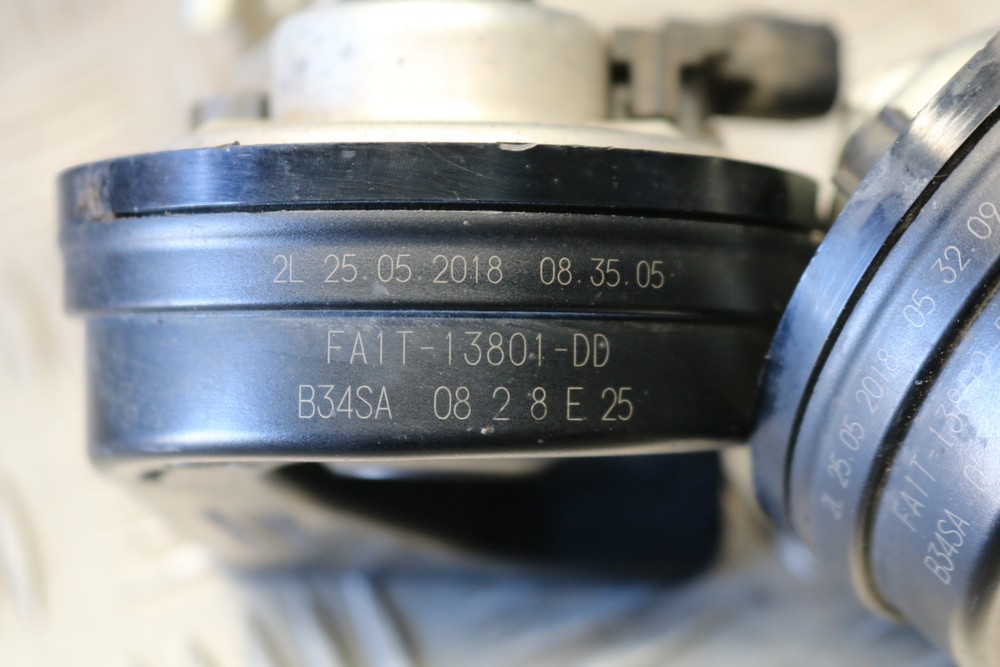 2L 25.05.2018 08.35.05
FA1T-13801-DD
B34SA 08 2 8 E 25
25.05 2018 05 32.09
FA1T-138
B34SA